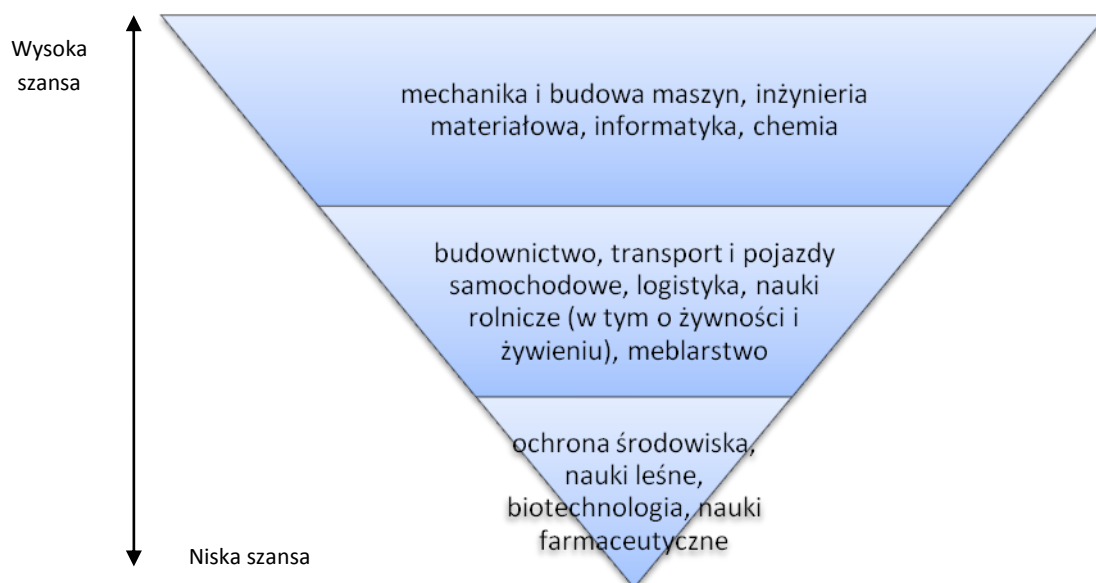 Wysoka
szansa
mechanika i budowa maszyn, inżynieria
materiałowa, informatyka, chemia
budownictwo, transport i pojazdy
samochodowe, logistyka, nauki
rolnicze (w tym o żywności i
żywieniu), meblarstwo
ochrona środowiska,
nauki leśne,
biotechnologia, nauki
farmaceutyczne
Niska szansa